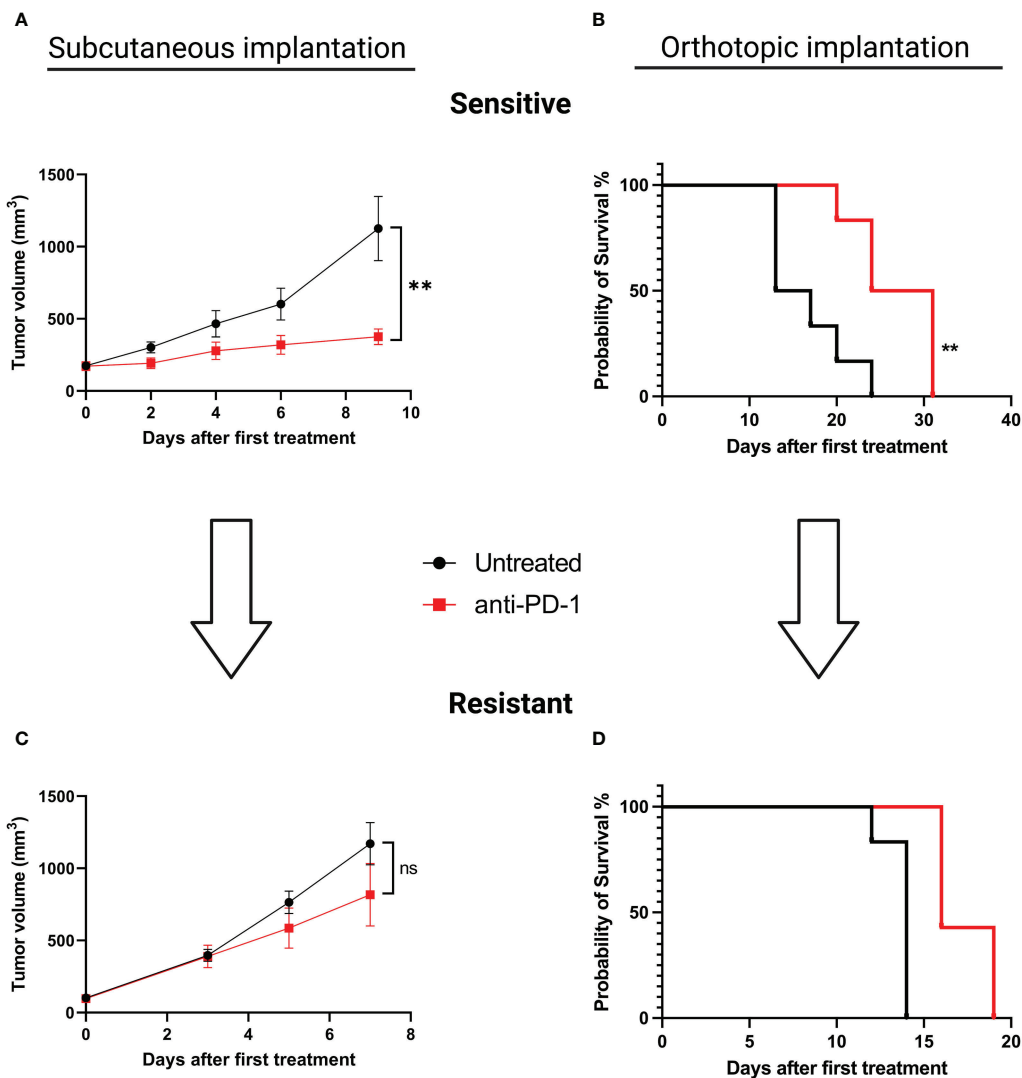 A
Subcutaneous implantation
B
Orthotopic implantation
Sensitive
Tumor volume (mm³)
1500
1000
500
0
**
0 2 4 6 8 10
Days after first treatment
Probability of Survival %
100
50
0
**
0 10 20 30 40
Days after first treatment
Untreated
anti-PD-1
Resistant
C
Tumor volume (mm³)
1500
1000
500
0
ns
0 2 4 6 8
Days after first treatment
D
Probability of Survival %
100
50
0
0 5 10 15 20
Days after first treatment